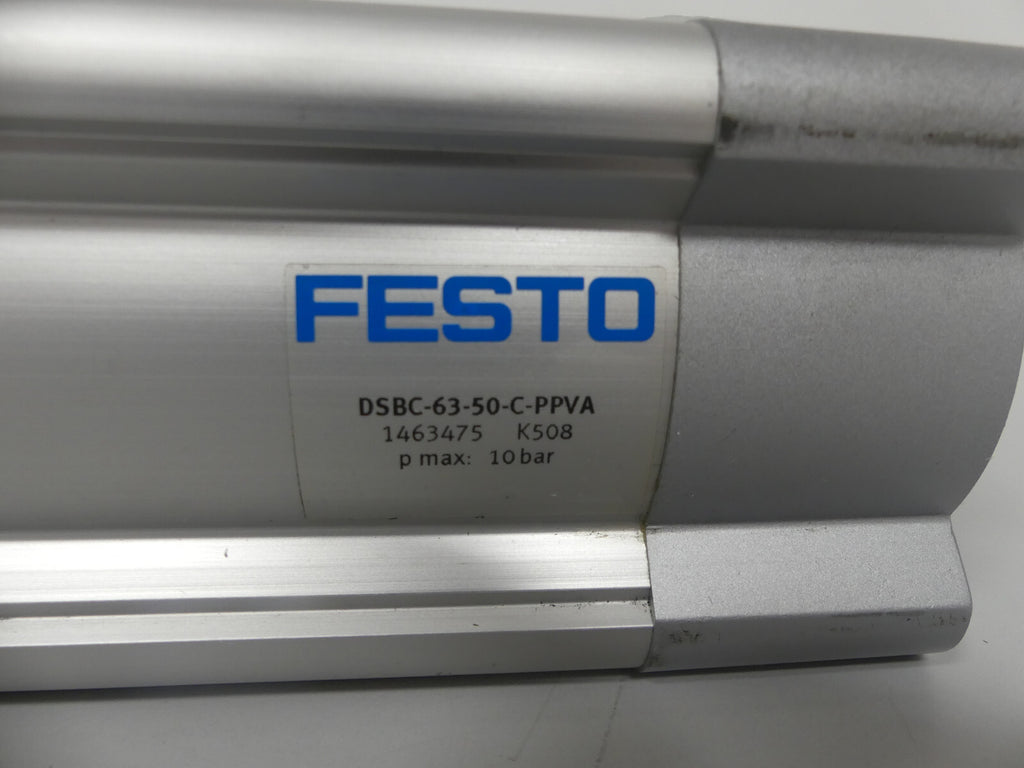 FESTO
DSBC-63-50-C-PPVA
1463475 K508
p max: 10 bar